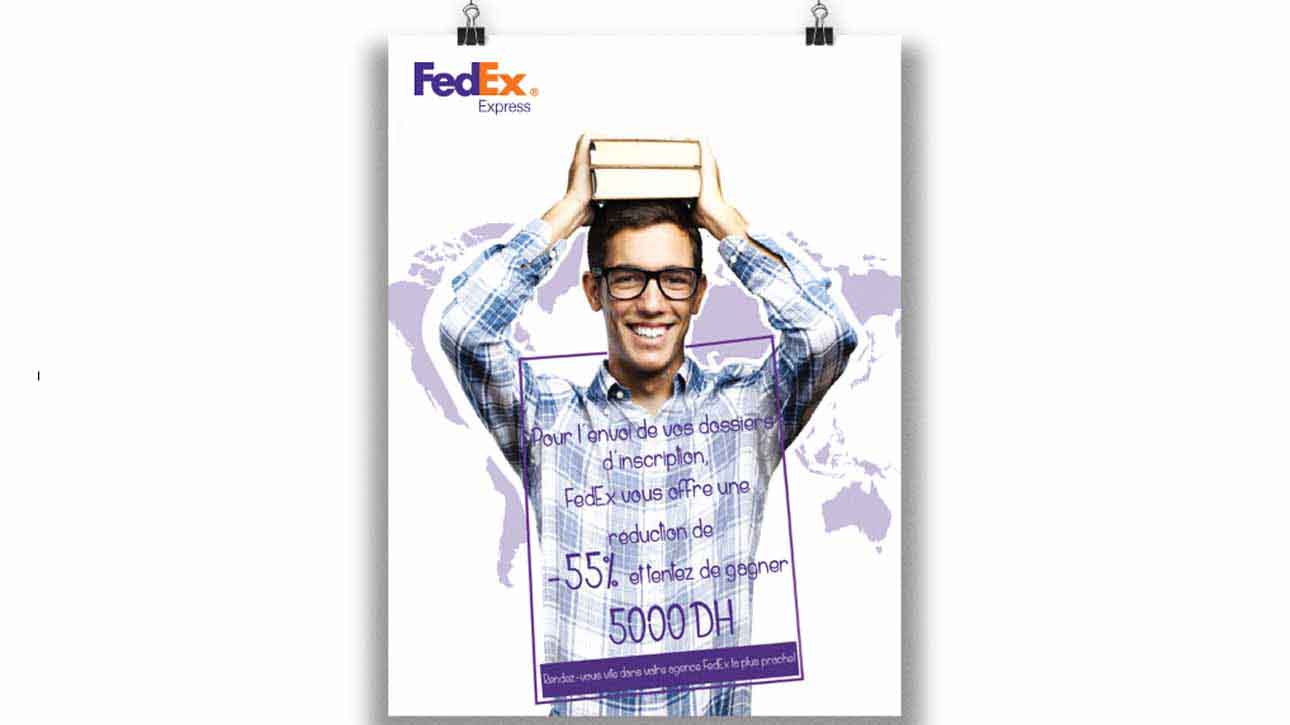 FedEx®
Express
Pour l'envoi de vos dossiers
d'inscription,
FedEx vous offre une
réduction de
-55% et tentez de gagner
5000 DH
Rendez-vous vite dans votre agence FedEx la plus proche!